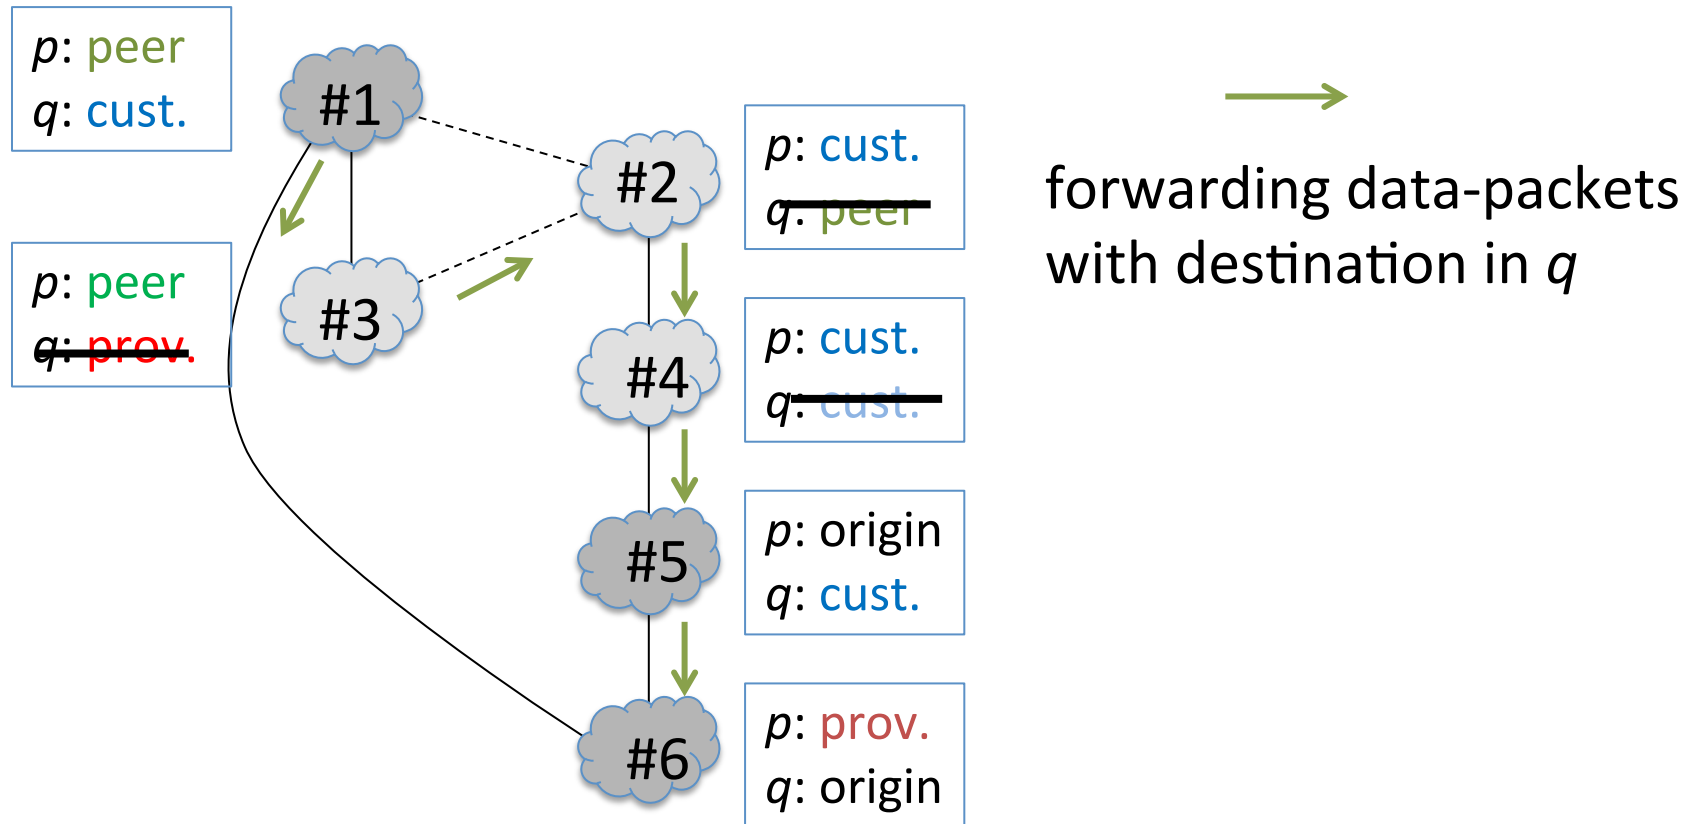 p: peer
q: cust.
#1
#2
p: cust.
q: peer
forwarding data-packets
with destination in q
p: peer
q: prov.
#3
p: cust.
q: cust.
#4
p: origin
q: cust.
#5
p: prov.
q: origin
#6